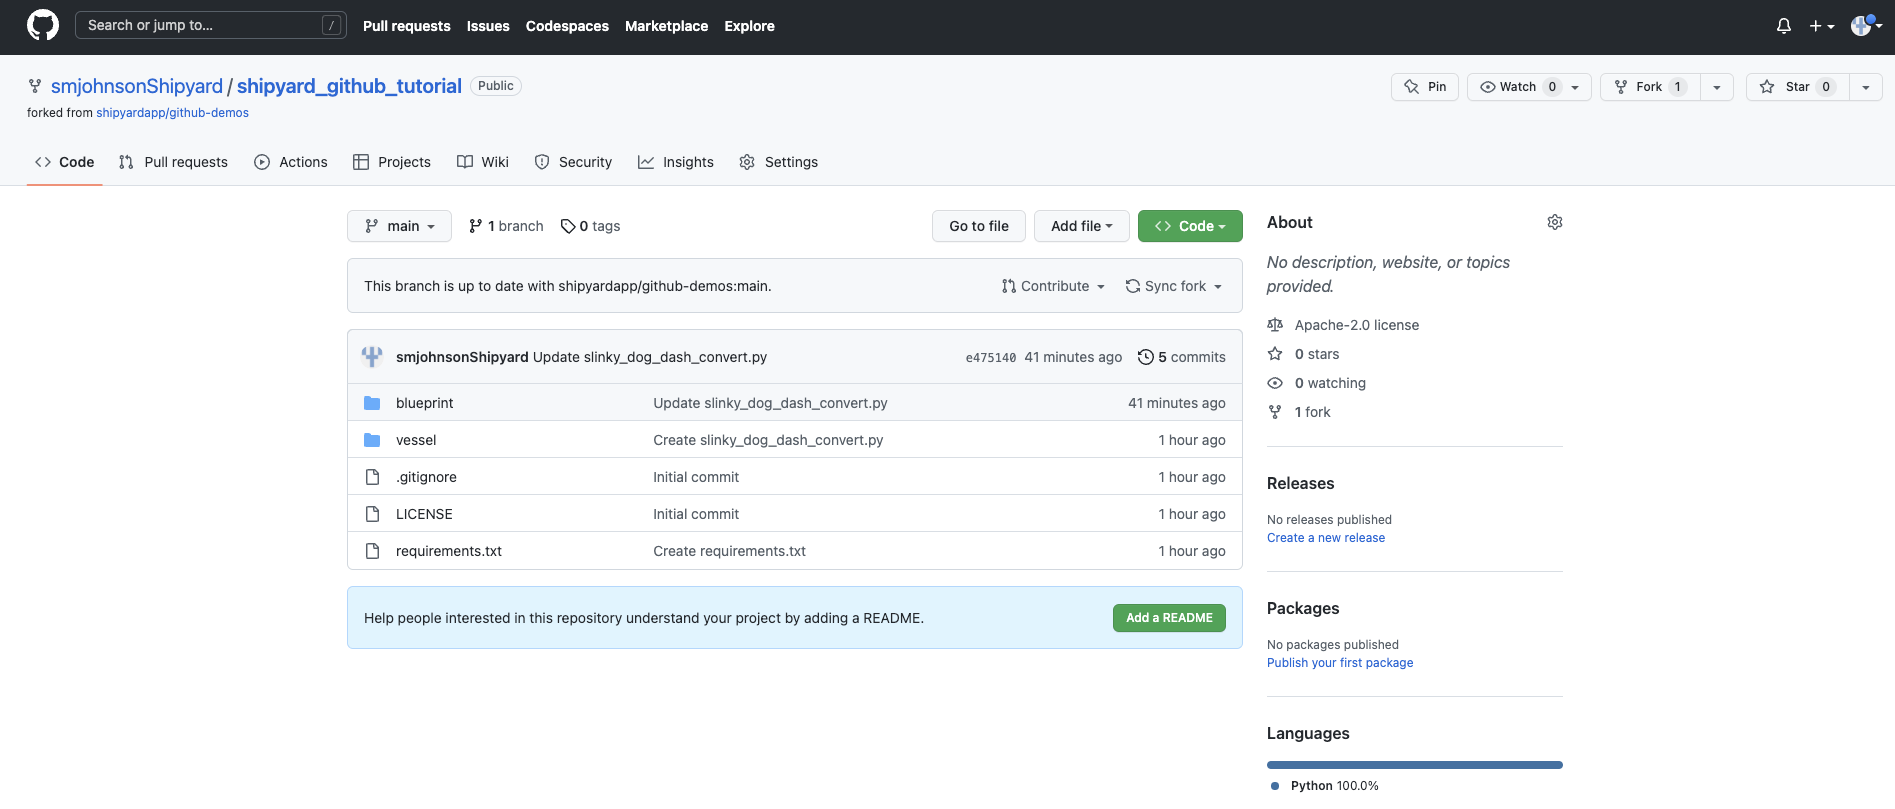 Search or jump to... / Pull requests Issues Codespaces Marketplace Explore
smjohnsonShipyard / shipyard_github_tutorial Public
Pin Watch 0 Fork 1 Star 0
forked from shipyardapp/github-demos
Code Pull requests Actions Projects Wiki Security Insights Settings
main 1 branch 0 tags Go to file Add file Code
This branch is up to date with shipyardapp/github-demos:main. Contribute Sync fork
smjohnsonShipyard Update slinky_dog_dash_convert.py e475140 41 minutes ago 5 commits
blueprint Update slinky_dog_dash_convert.py 41 minutes ago
vessel Create slinky_dog_dash_convert.py 1 hour ago
.gitignore Initial commit 1 hour ago
LICENSE Initial commit 1 hour ago
requirements.txt Create requirements.txt 1 hour ago
Help people interested in this repository understand your project by adding a README. Add a README
About
No description, website, or topics
provided.
Apache-2.0 license
0 stars
0 watching
1 fork
Releases
No releases published
Create a new release
Packages
No packages published
Publish your first package
Languages
Python 100.0%